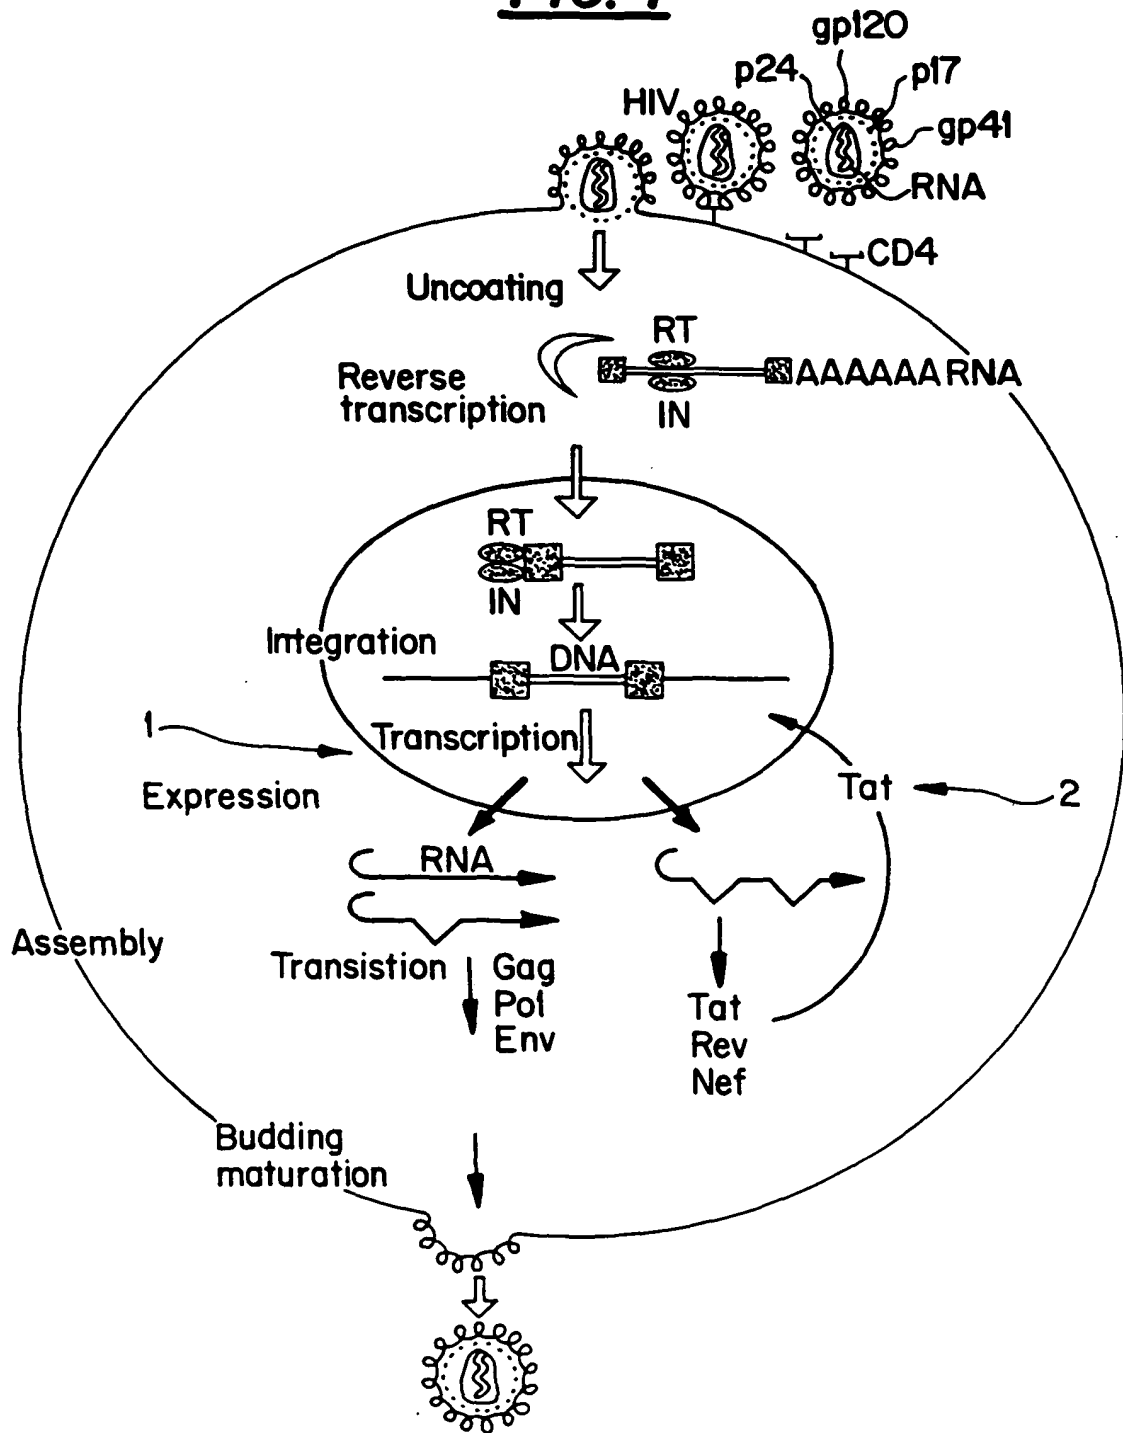 gp120
p24
p17
HIV
gp41
RNA
CD4
Uncoating
RT
AAAAAA RNA
IN
Reverse
transcription
RT
IN
Integration
DNA
1
Transcription
Expression
Tat
2
RNA
Assembly
Transistion
Gag
Pol
Env
Tat
Rev
Nef
Budding
maturation